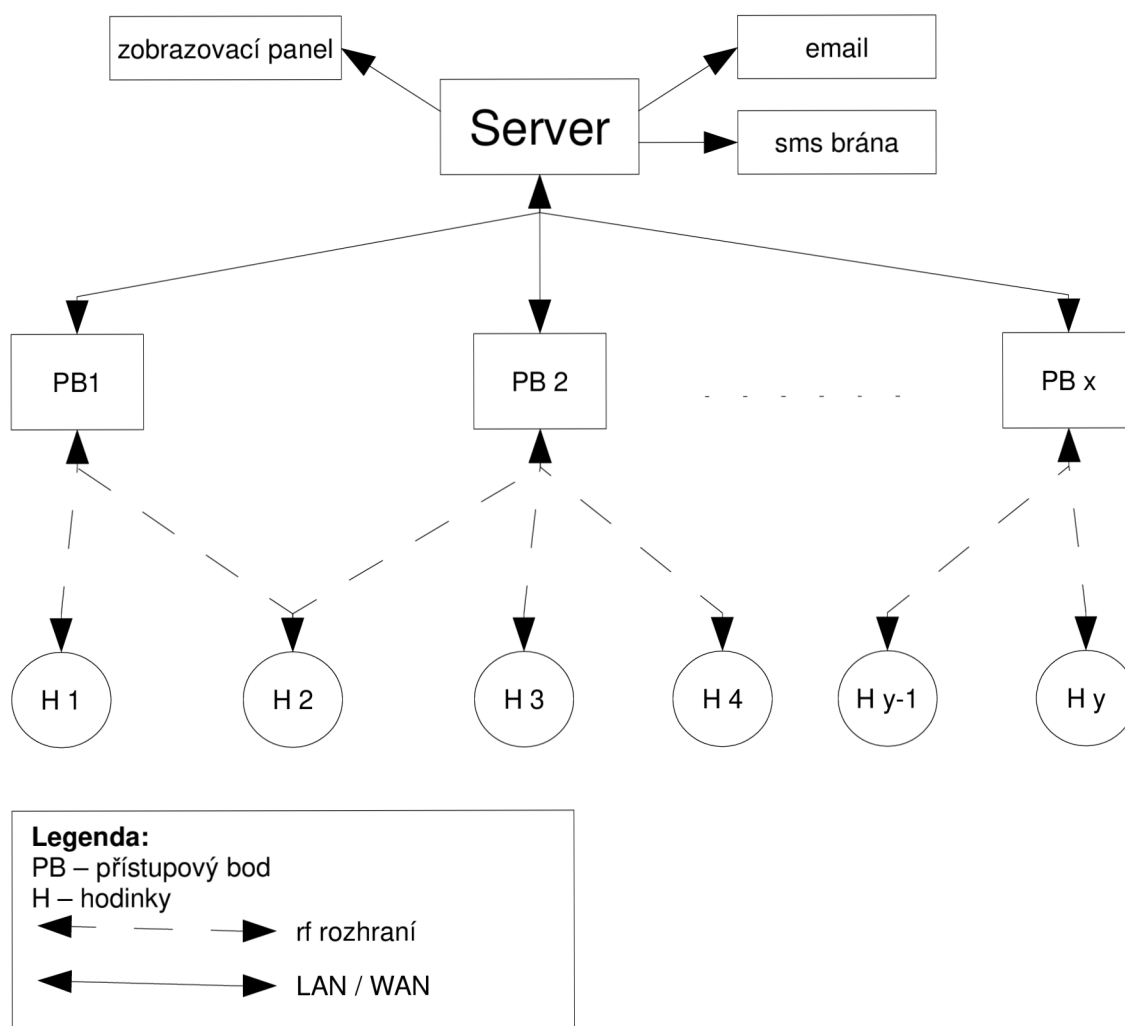 zobrazovací panel
email
Server
sms brána
PB1
PB 2
- - - - - -
PB x
H 1
H 2
H 3
H 4
H y-1
H y
Legenda:
PB – přístupový bod
H – hodinky
rf rozhraní
LAN / WAN